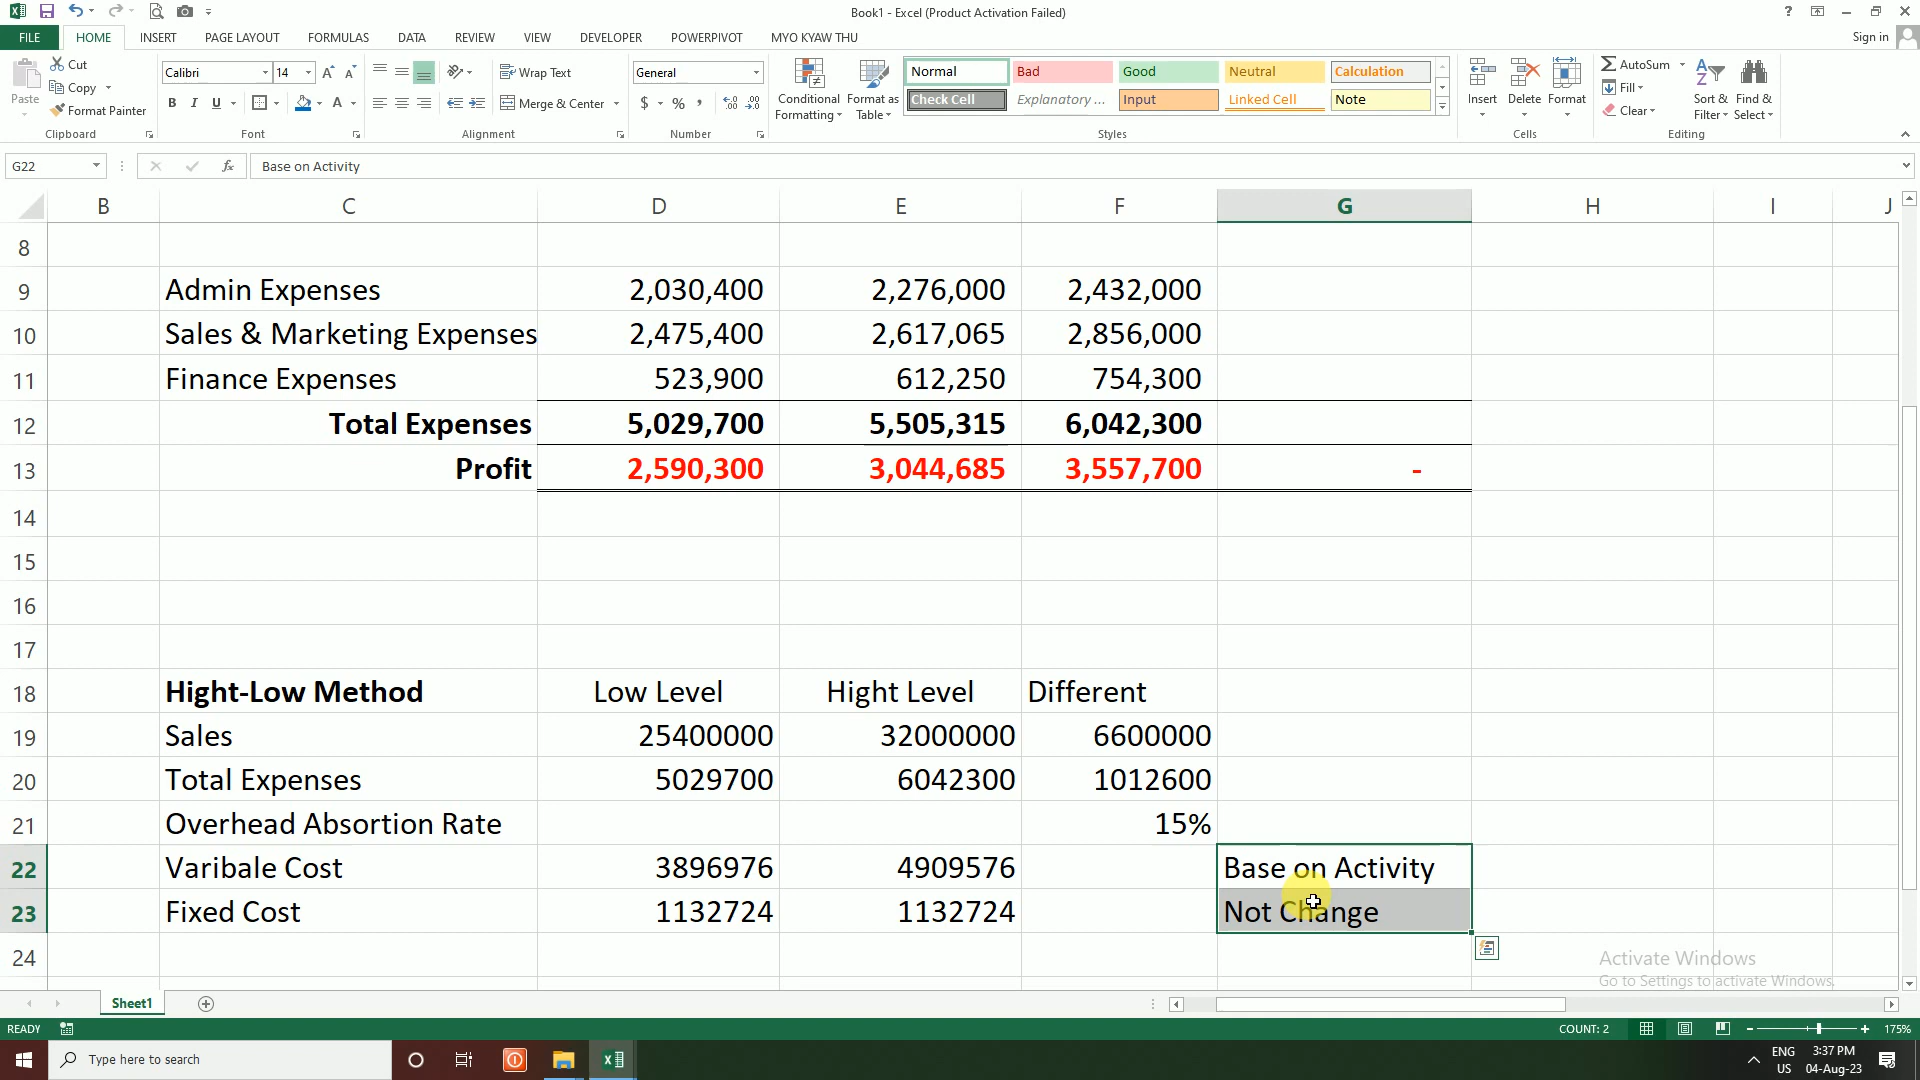 Book1 - Excel (Product Activation Failed)
?
FILE HOME INSERT PAGE LAYOUT FORMULAS DATA REVIEW VIEW DEVELOPER POWERPIVOT MYO KYAW THU Sign in
Paste
Cut
Copy
Format Painter
Clipboard
Calibri 14
B I U A
Font
Wrap Text
Merge & Center
Alignment
General
$ % ,
Number
Conditional Formatting
Format as Table
Normal Bad Good Neutral Calculation
Check Cell Explanatory ... Input Linked Cell Note
Styles
Insert Delete Format
Cells
AutoSum
Fill
Clear
Sort & Filter
Find & Select
Editing
G22 fx Base on Activity
B C D E F G H I J
8
9 Admin Expenses 2,030,400 2,276,000 2,432,000
10 Sales & Marketing Expenses 2,475,400 2,617,065 2,856,000
11 Finance Expenses 523,900 612,250 754,300
12 Total Expenses 5,029,700 5,505,315 6,042,300
13 Profit 2,590,300 3,044,685 3,557,700 -
14
15
16
17
18 Hight-Low Method Low Level Hight Level Different
19 Sales 25400000 32000000 6600000
20 Total Expenses 5029700 6042300 1012600
21 Overhead Absortion Rate 15%
22 Varibale Cost 3896976 4909576 Base on Activity
23 Fixed Cost 1132724 1132724 Not Change
24
Activate Windows
Go to Settings to activate Windows.
Sheet1
READY COUNT: 2 175%
Type here to search
ENG US
3:37 PM
04-Aug-23